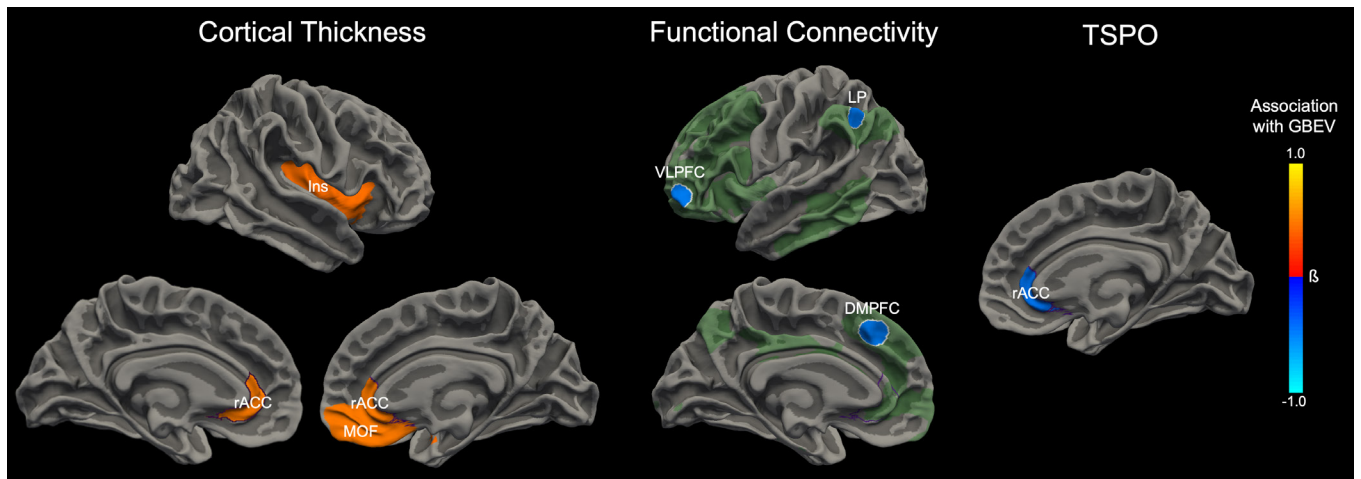 Cortical Thickness
Functional Connectivity
TSPO
Ins
rACC
rACC
MOF
LP
VLPFC
DMPFC
rACC
Association
with GBEV
1.0
ß
-1.0